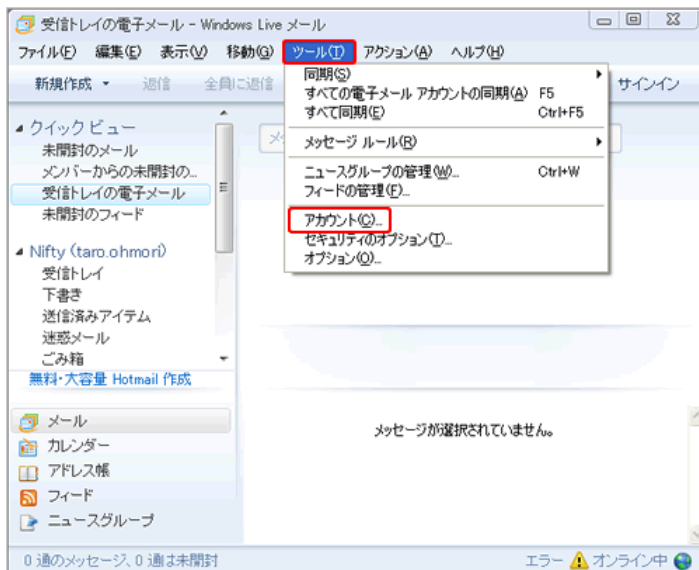 受信トレイの電子メール - Windows Live メール
ファイル(F) 編集(E) 表示(V) 移動(G) ツール(T) アクション(A) ヘルプ(H)
新規作成 返信 全員に返信 サインイン
同期(S)
すべての電子メール アカウントの同期(A) F5
すべて同期(E) Ctrl+F5
メッセージ ルール(R)
ニュースグループの管理(W)... Ctrl+W
フィードの管理(F)...
アカウント(C)...
セキュリティのオプション(T)...
オプション(O)...
クイック ビュー
未開封のメール
メンバーからの未開封の...
受信トレイの電子メール
未開封のフィード
Nifty (taro.ohmori)
受信トレイ
下書き
送信済みアイテム
迷惑メール
ごみ箱
無料・大容量 Hotmail 作成
メール
カレンダー
アドレス帳
フィード
ニュースグループ
メッセージが選択されていません。
0 通のメッセージ、0 通は未開封 エラー オンライン中